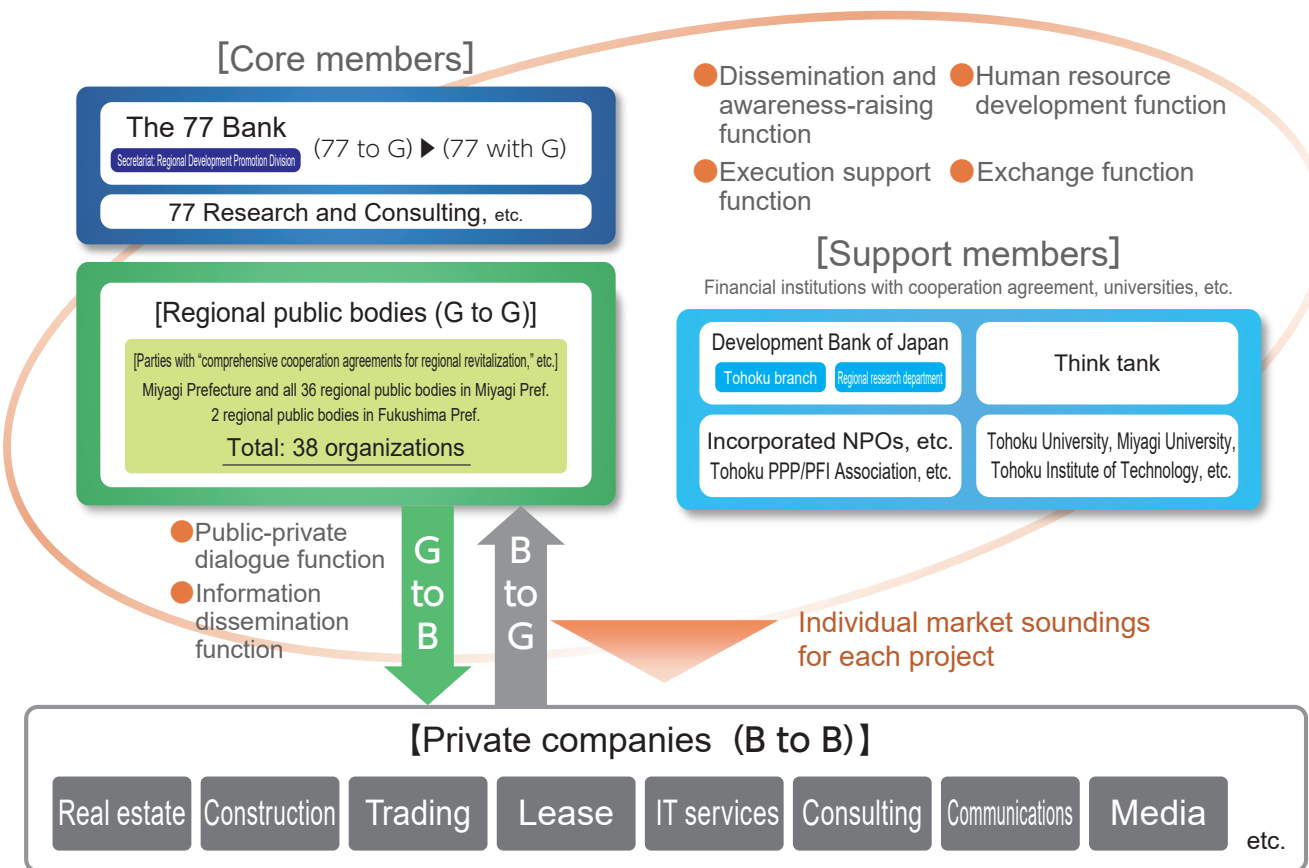 [Core members]
The 77 Bank
Secretariat: Regional Development Promotion Division
(77 to G) ▶ (77 with G)
77 Research and Consulting, etc.
[Regional public bodies (G to G)]
[Parties with “comprehensive cooperation agreements for regional revitalization,” etc.]
Miyagi Prefecture and all 36 regional public bodies in Miyagi Pref.
2 regional public bodies in Fukushima Pref.
Total: 38 organizations
●Dissemination and
awareness-raising
function
●Human resource
development function
●Execution support
function
●Exchange function
[Support members]
Financial institutions with cooperation agreement, universities, etc.
Development Bank of Japan
Tohoku branch
Regional research department
Think tank
Incorporated NPOs, etc.
Tohoku PPP/PFI Association, etc.
Tohoku University, Miyagi University,
Tohoku Institute of Technology, etc.
●Public-private
dialogue function
●Information
dissemination
function
G
to
B
B
to
G
Individual market soundings
for each project
【Private companies (B to B)】
Real estate
Construction
Trading
Lease
IT services
Consulting
Communications
Media
etc.